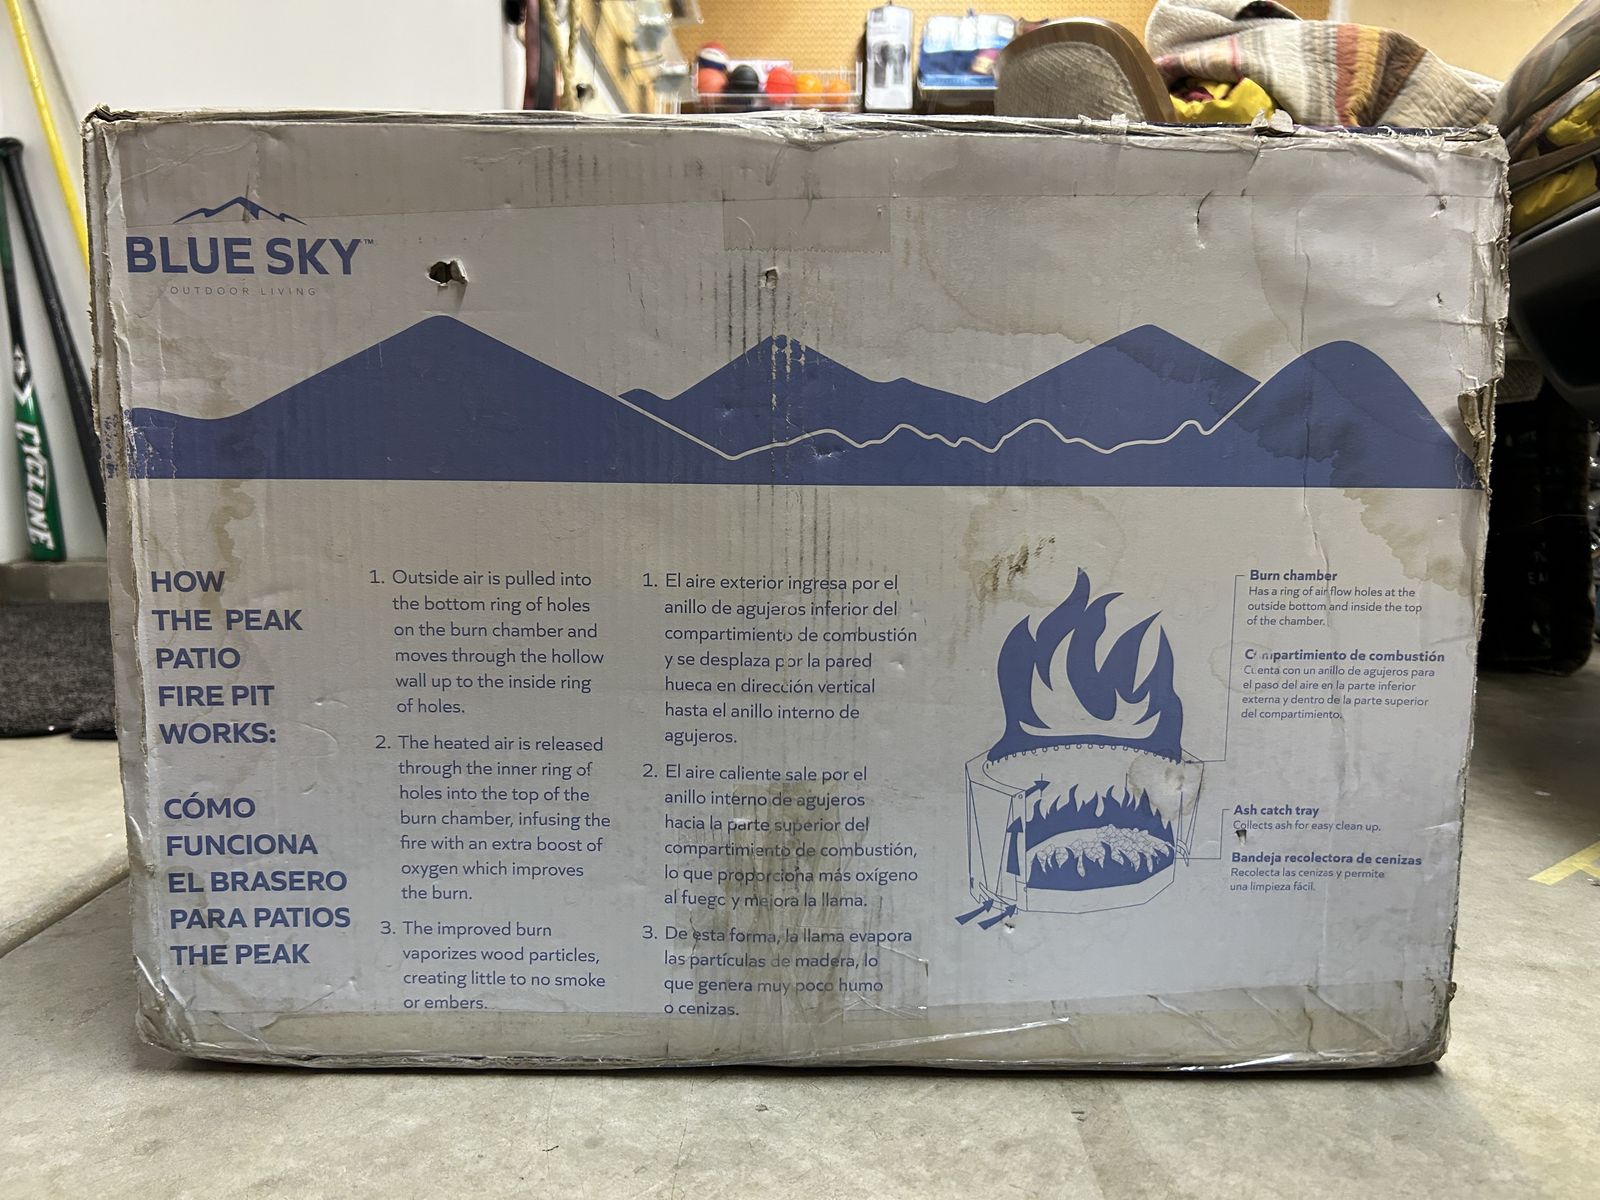 BLUE SKY™
OUTDOOR LIVING
HOW
THE PEAK
PATIO
FIRE PIT
WORKS:
CÓMO
FUNCIONA
EL BRASERO
PARA PATIOS
THE PEAK
1. Outside air is pulled into
the bottom ring of holes
on the burn chamber and
moves through the hollow
wall up to the inside ring
of holes.
2. The heated air is released
through the inner ring of
holes into the top of the
burn chamber, infusing the
fire with an extra boost of
oxygen which improves
the burn.
3. The improved burn
vaporizes wood particles,
creating little to no smoke
or embers.
1. El aire exterior ingresa por el
anillo de agujeros inferior del
compartimiento de combustión
y se desplaza por la pared
hueca en dirección vertical
hasta el anillo interno de
agujeros.
2. El aire caliente sale por el
anillo interno de agujeros
hacia la parte superior del
compartimiento de combustión,
lo que proporciona más oxígeno
al fuego y mejora la llama.
3. De esta forma, la llama evapora
las partículas de madera, lo
que genera muy poco humo
o cenizas.
Burn chamber
Has a ring of air flow holes at the
outside bottom and inside the top
of the chamber.
Compartimiento de combustión
Cuenta con un anillo de agujeros para
el paso del aire en la parte inferior
externa y dentro de la parte superior
del compartimiento.
Ash catch tray
Collects ash for easy clean up.
Bandeja recolectora de cenizas
Recolecta las cenizas y permite
una limpieza fácil.
CYCLONE